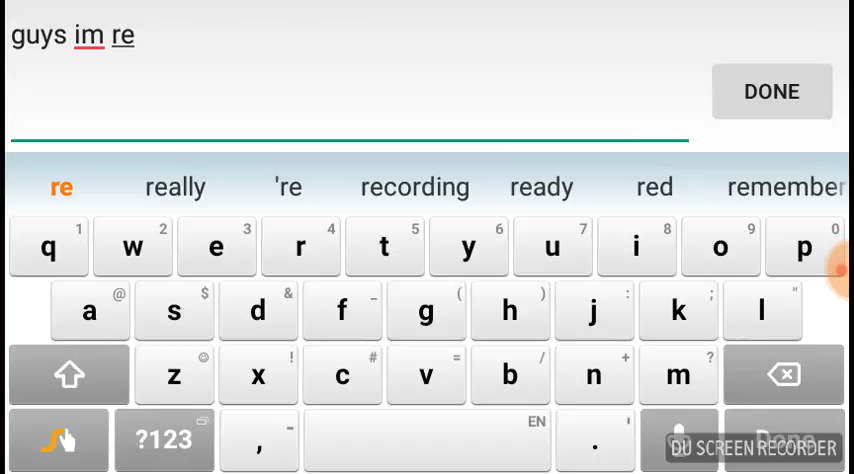 guys im re
DONE
re really 're recording ready red remember
q 1 w 2 e 3 r 4 t 5 y 6 u 7 i 8 o 9 p 0
a @ s $ d & f _ g ( h ) j : k ; l "
z ☺ x ! c # v = b / n + m ?
?123 , - EN . ' Done
DU SCREEN RECORDER